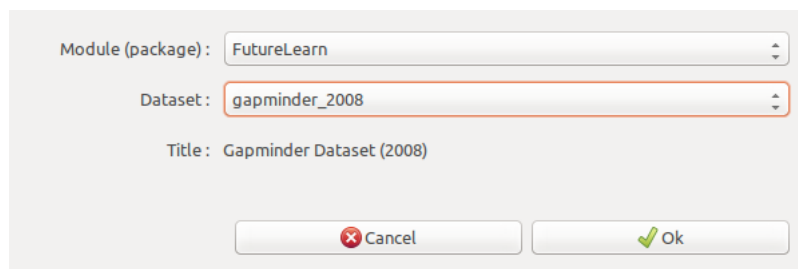 Module (package) : FutureLearn
Dataset : gapminder_2008
Title : Gapminder Dataset (2008)
Cancel Ok